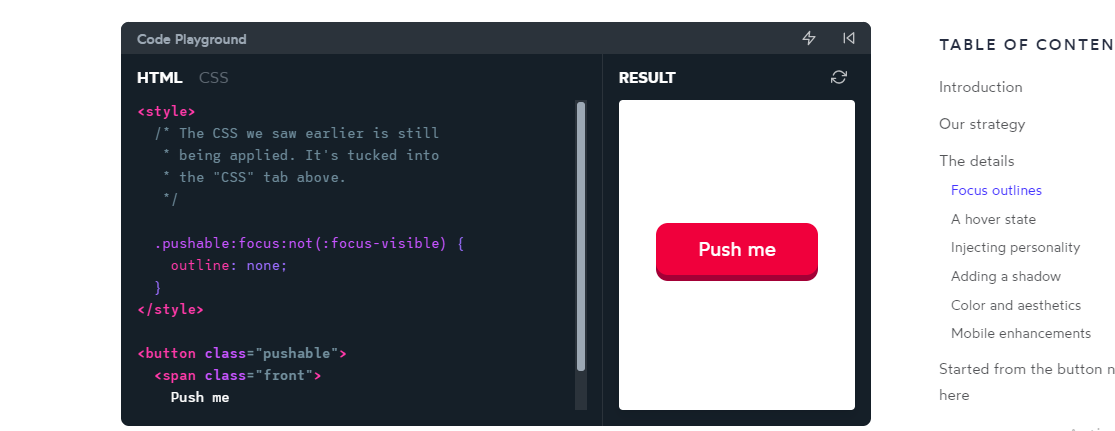 Code Playground
HTML CSS
<style>
/* The CSS we saw earlier is still
* being applied. It's tucked into
* the "CSS" tab above.
*/
.pushable:focus:not(:focus-visible) {
outline: none;
}
</style>
<button class="pushable">
<span class="front">
Push me
RESULT
Push me
TABLE OF CONTEN
Introduction
Our strategy
The details
Focus outlines
A hover state
Injecting personality
Adding a shadow
Color and aesthetics
Mobile enhancements
Started from the button n
here